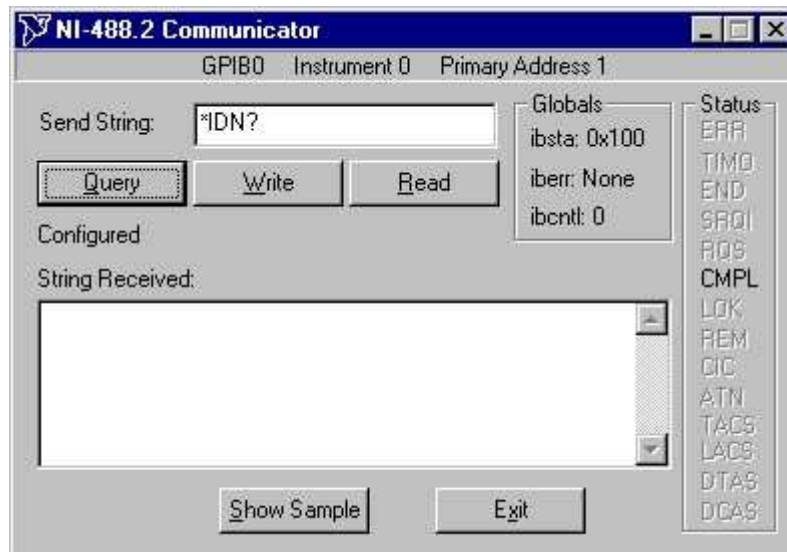 NI-488.2 Communicator
GPIB0 Instrument 0 Primary Address 1
Send String: *IDN?
Query Write Read
Configured
String Received:
Show Sample Exit
Globals
ibsta: 0x100
iberr: None
ibcntl: 0
Status
ERR
TIMO
END
SRQI
RQS
CMPL
LOK
REM
CIC
ATN
TACS
LACS
DTAS
DCAS